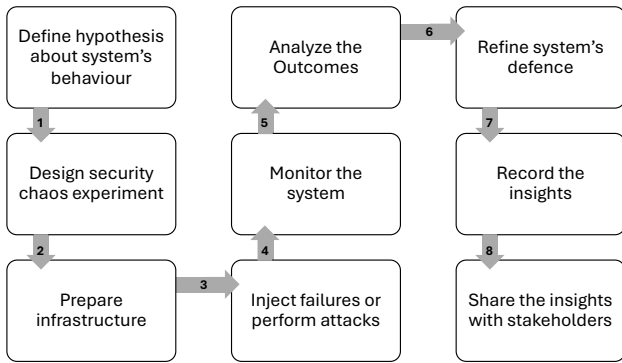 Define hypothesis
about system's
behaviour
1
Design security
chaos experiment
2
Prepare
infrastructure
3
Inject failures or
perform attacks
4
Monitor the
system
5
Analyze the
Outcomes
6
Refine system's
defence
7
Record the
insights
8
Share the insights
with stakeholders